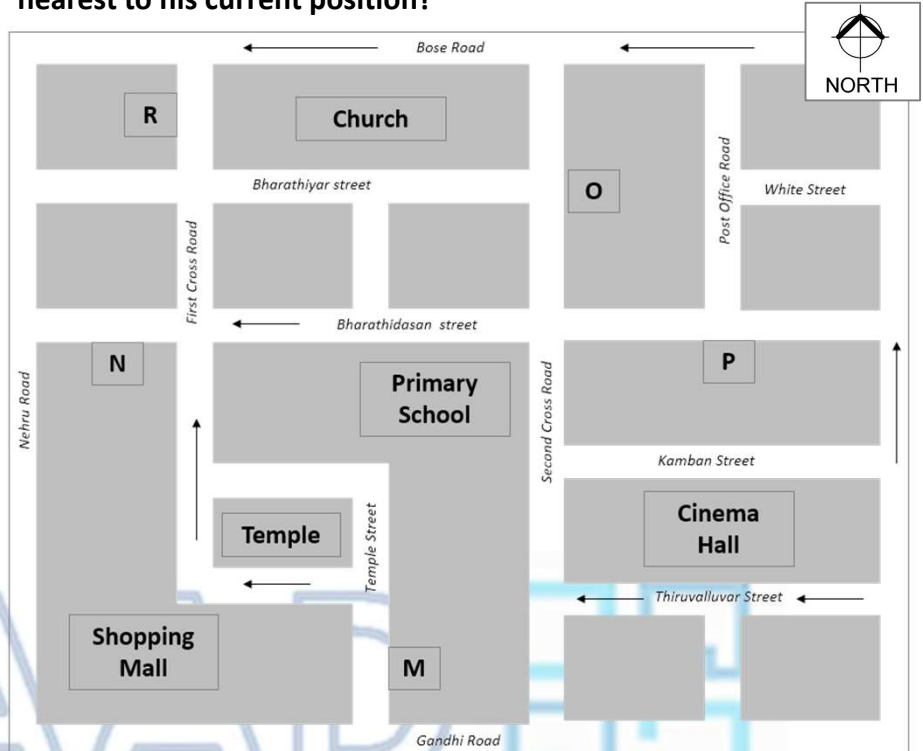 nearest to his current position?
NORTH
Bose Road
R
Church
Bharathiyar street
O
Post Office Road
White Street
First Cross Road
Bharathidasan street
N
Primary
School
P
Nehru Road
Second Cross Road
Kamban Street
Temple
Temple Street
Cinema
Hall
Thiruvalluvar Street
Shopping
Mall
M
Gandhi Road